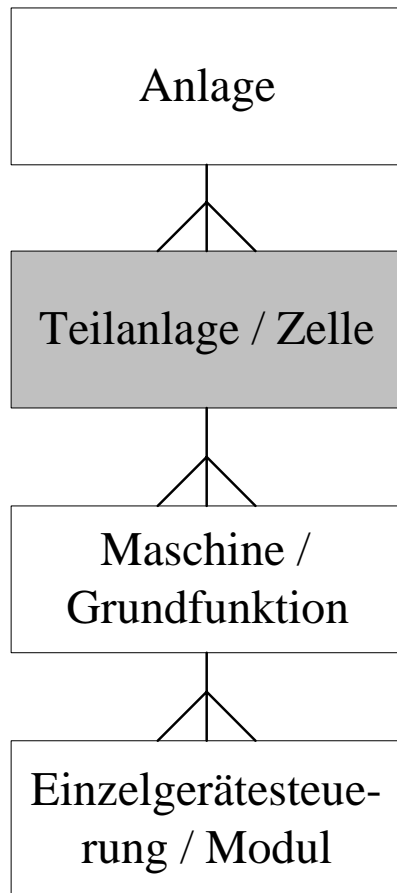 Anlage
Teilanlage / Zelle
Maschine /
Grundfunktion
Einzelgerätesteue-
rung / Modul